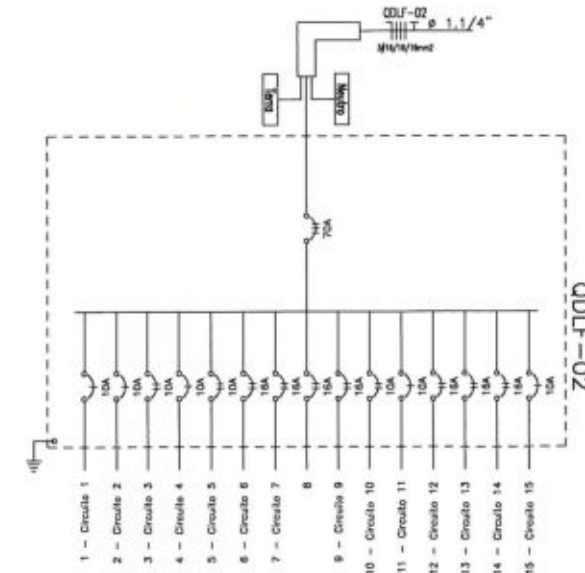 QDLF-02
ø 1.1/4"
Terra
Neutro
70A
QDLF-02
10A
10A
10A
10A
10A
16A
16A
16A
16A
10A
16A
16A
16A
10A
1 - Circuito 1
2 - Circuito 2
3 - Circuito 3
4 - Circuito 4
5 - Circuito 5
6 - Circuito 6
7 - Circuito 7
8
9 - Circuito 9
10 - Circuito 10
11 - Circuito 11
12 - Circuito 12
13 - Circuito 13
14 - Circuito 14
15 - Circuito 15